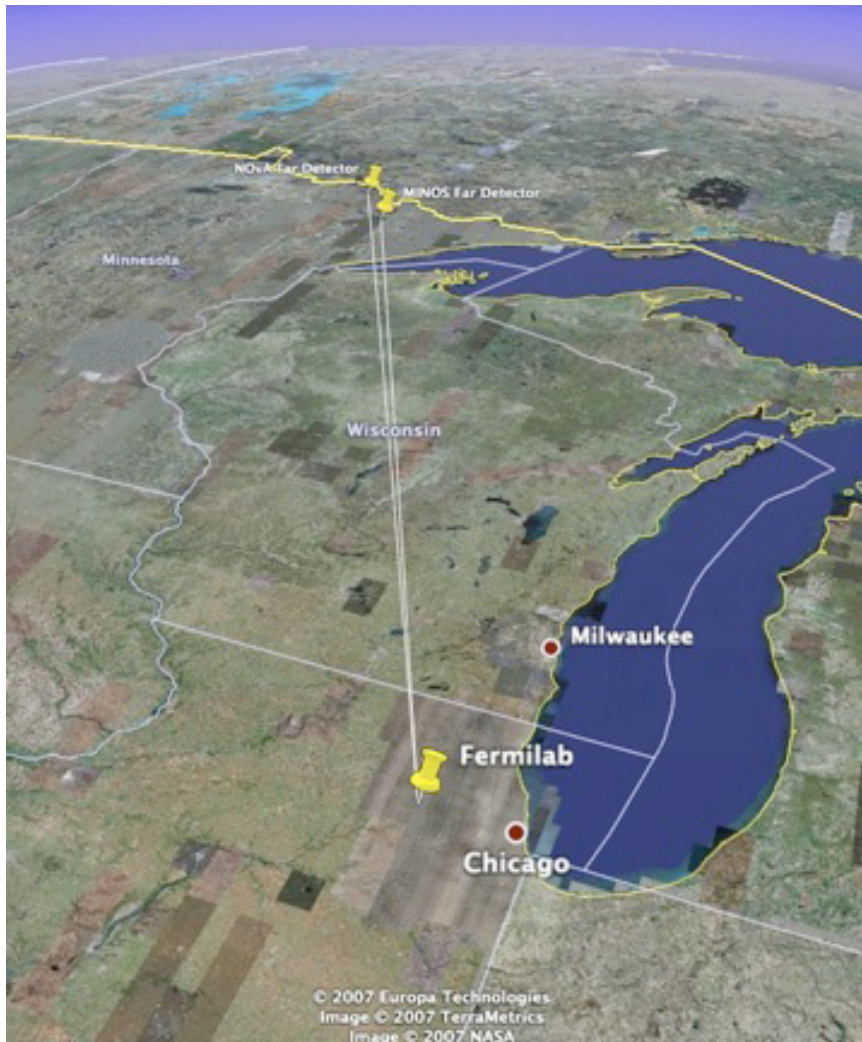 NOvA Far Detector
MINOS Far Detector
Minnesota
Wisconsin
Milwaukee
Fermilab
Chicago
© 2007 Europa Technologies
Image © 2007 TerraMetrics
Image © 2007 NASA